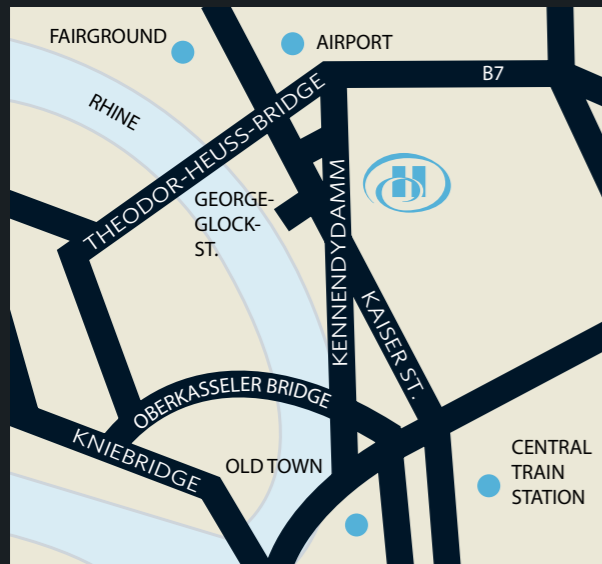 FAIRGROUND
AIRPORT
B7
RHINE
THEODOR-HEUSS-BRIDGE
GEORGE-
GLOCK-
ST.
KENNENDYDAMM
KAISER ST.
OBERKASSELER BRIDGE
KNIEBRIDGE
OLD TOWN
CENTRAL
TRAIN
STATION
H